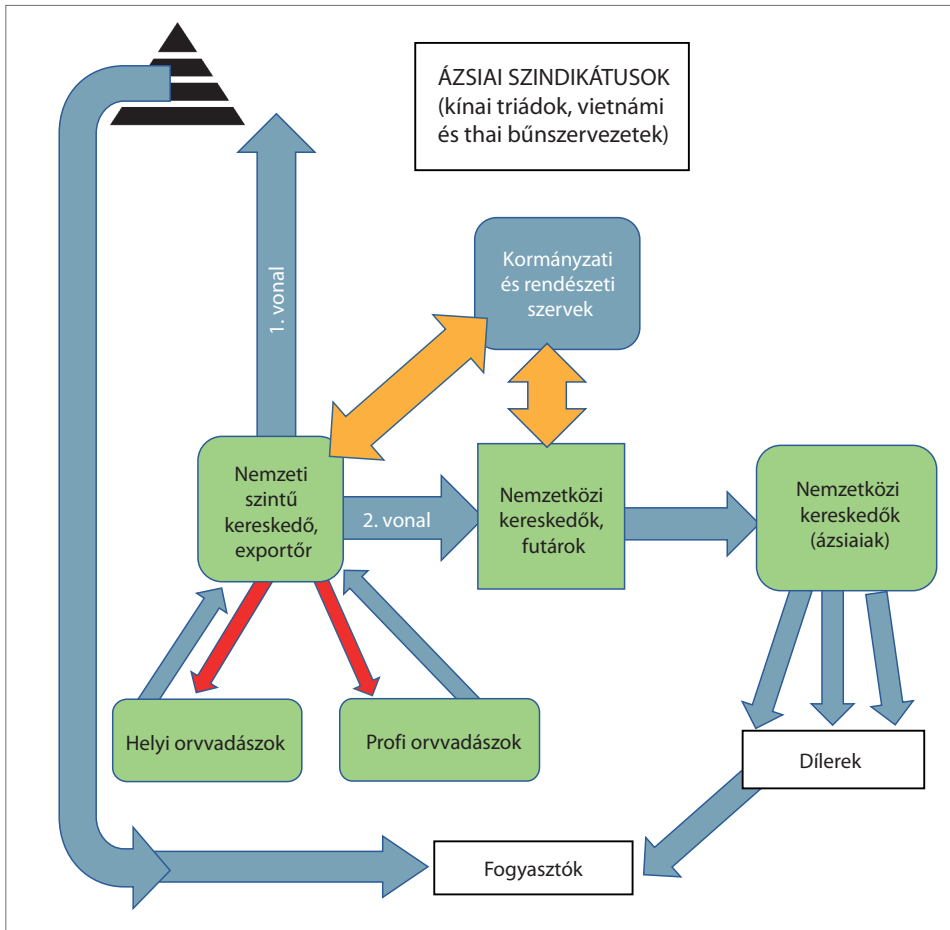 ÁZSIAI SZINDIKÁTUSOK
(kínai triádok, vietnámi
és thai bűnszervezetek)
Kormányzati
és rendészeti
szervek
1. vonal
Nemzeti
szintű
kereskedő,
exportőr
2. vonal
Nemzetközi
kereskedők,
futárok
Nemzetközi
kereskedők
(ázsiaiak)
Helyi orvvadászok
Profi orvvadászok
Dílerek
Fogyasztók